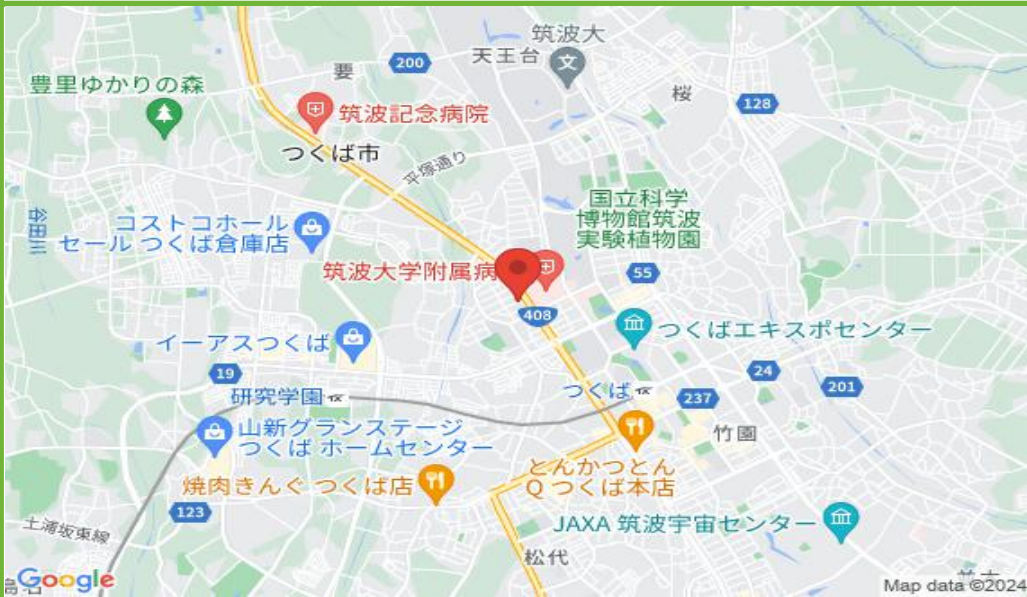 筑波大
天王台
200
要
豊里ゆかりの森
桜
128
筑波記念病院
つくば市
平塚通り
国立科学
博物館筑波
実験植物園
谷田川
コストコホール
セール つくば倉庫店
筑波大学附属病
55
408
つくばエキスポセンター
イーアスつくば
19
研究学園
つくば
24
201
237
山新グランステージ
つくば ホームセンター
竹園
とんかつとん
Q つくば本店
焼肉きんぐ つくば店
123
JAXA 筑波宇宙センター
土浦坂東線
松代
Google
Map data ©2024